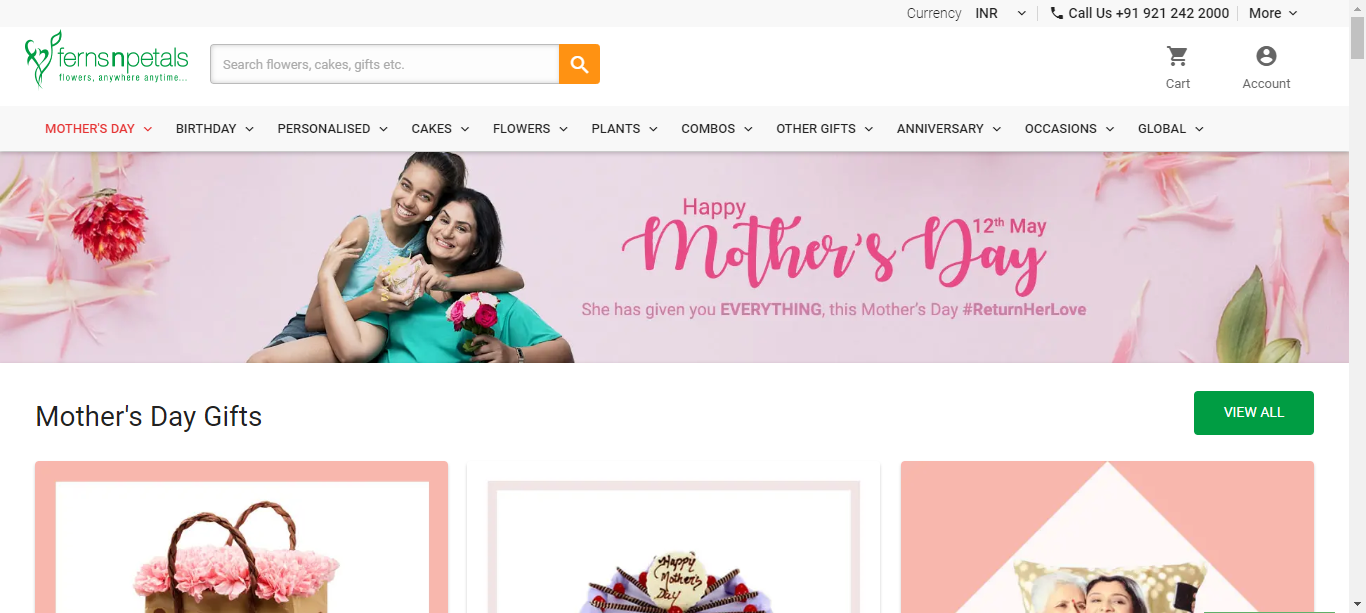 Currency INR Call Us +91 921 242 2000 More
fernsnpetals
flowers, anywhere anytime...
Search flowers, cakes, gifts etc.
Cart
Account
MOTHER'S DAY BIRTHDAY PERSONALISED CAKES FLOWERS PLANTS COMBOS OTHER GIFTS ANNIVERSARY OCCASIONS GLOBAL
Happy
12th May
Mother's Day
She has given you EVERYTHING, this Mother's Day #ReturnHerLove
Mother's Day Gifts
VIEW ALL
Happy
Mother's
Day